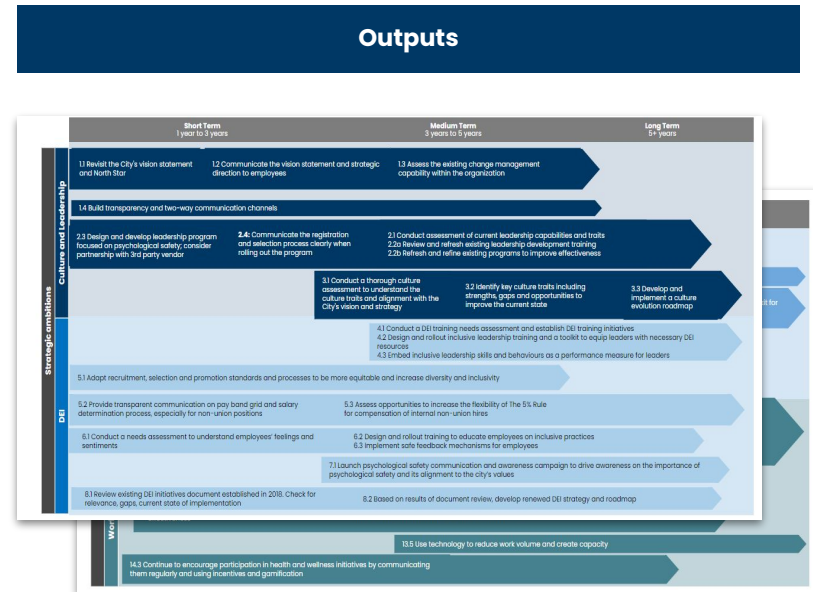 Outputs
Short Term
1 year to 3 years
Medium Term
3 years to 5 years
Long Term
5+ years
Strategic ambitions
Culture and Leadership
1.1 Revisit the City's vision statement
and North Star
1.2 Communicate the vision statement and strategic
direction to employees
1.3 Assess the existing change management
capability within the organization
1.4 Build transparency and two-way communication channels
2.3 Design and develop leadership program
focused on psychological safety; consider
partnership with 3rd party vendor
2.4: Communicate the registration
and selection process clearly when
rolling out the program
2.1 Conduct assessment of current leadership capabilities and traits
2.2a Review and refresh existing leadership development training
2.2b Refresh and refine existing programs to improve effectiveness
3.1 Conduct a thorough culture
assessment to understand the
culture traits and alignment with the
City's vision and strategy
3.2 Identify key culture traits including
strengths, gaps and opportunities to
improve the current state
3.3 Develop and
implement a culture
evolution roadmap
DEI
4.1 Conduct a DEI training needs assessment and establish DEI training initiatives
4.2 Design and rollout inclusive leadership training and a toolkit to equip leaders with necessary DEI
resources
4.3 Embed inclusive leadership skills and behaviours as a performance measure for leaders
5.1 Adapt recruitment, selection and promotion standards and processes to be more equitable and increase diversity and inclusivity
5.2 Provide transparent communication on pay band grid and salary
determination process, especially for non-union positions
5.3 Assess opportunities to increase the flexibility of The 5% Rule
for compensation of internal non-union hires
6.1 Conduct a needs assessment to understand employees' feelings and
sentiments
6.2 Design and rollout training to educate employees on inclusive practices
6.3 Implement safe feedback mechanisms for employees
7.1 Launch psychological safety communication and awareness campaign to drive awareness on the importance of
psychological safety and its alignment to the city's values
8.1 Review existing DEI initiatives document established in 2018. Check for
relevance, gaps, current state of implementation
8.2 Based on results of document review, develop renewed DEI strategy and roadmap
for
Wor
13.5 Use technology to reduce work volume and create capacity
14.3 Continue to encourage participation in health and wellness initiatives by communicating
them regularly and using incentives and gamification